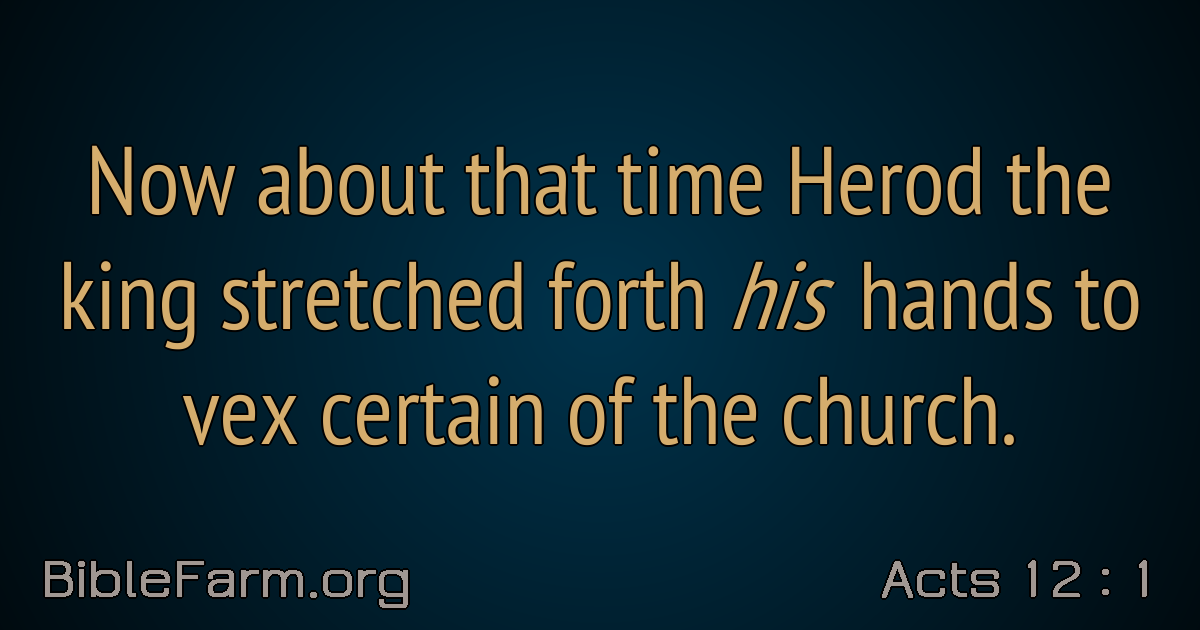 Now about that time Herod the
king stretched forth his hands to
vex certain of the church.
BibleFarm.org
Acts 12 : 1